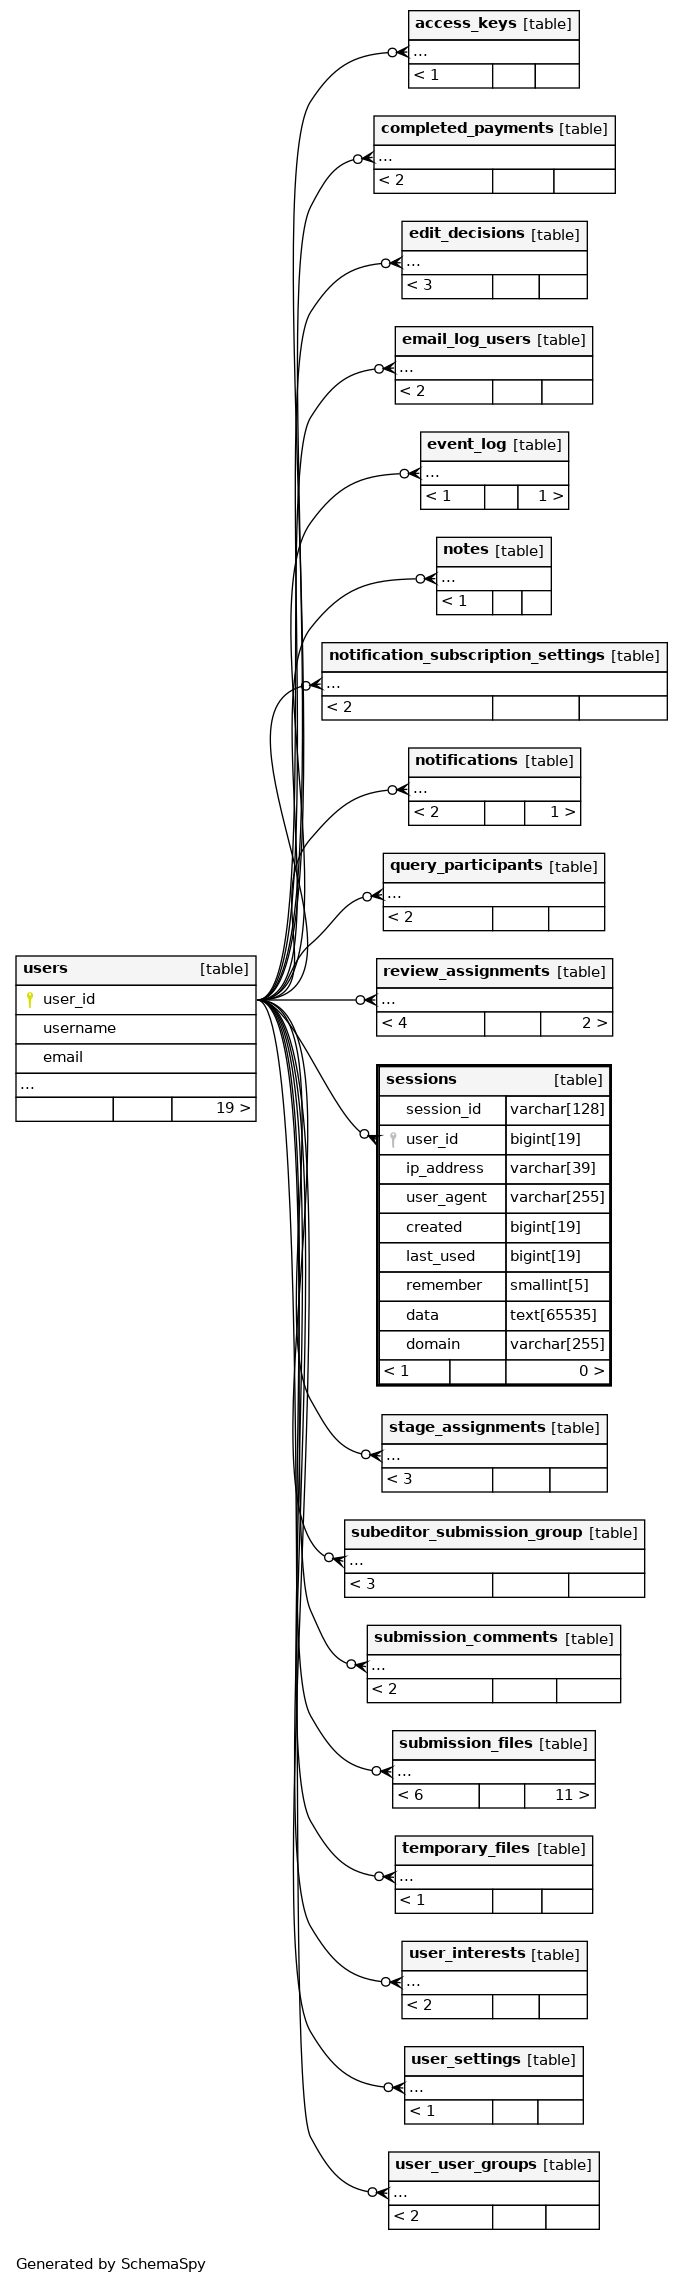 access_keys [table]
...
< 1
completed_payments [table]
...
< 2
edit_decisions [table]
...
< 3
email_log_users [table]
...
< 2
event_log [table]
...
< 1 1 >
notes [table]
...
< 1
notification_subscription_settings [table]
...
< 2
notifications [table]
...
< 2 1 >
query_participants [table]
...
< 2
users [table]
user_id
username
email
...
19 >
review_assignments [table]
...
< 4 2 >
sessions [table]
session_id varchar[128]
user_id bigint[19]
ip_address varchar[39]
user_agent varchar[255]
created bigint[19]
last_used bigint[19]
remember smallint[5]
data text[65535]
domain varchar[255]
< 1 0 >
stage_assignments [table]
...
< 3
subeditor_submission_group [table]
...
< 3
submission_comments [table]
...
< 2
submission_files [table]
...
< 6 11 >
temporary_files [table]
...
< 1
user_interests [table]
...
< 2
user_settings [table]
...
< 1
user_user_groups [table]
...
< 2
Generated by SchemaSpy